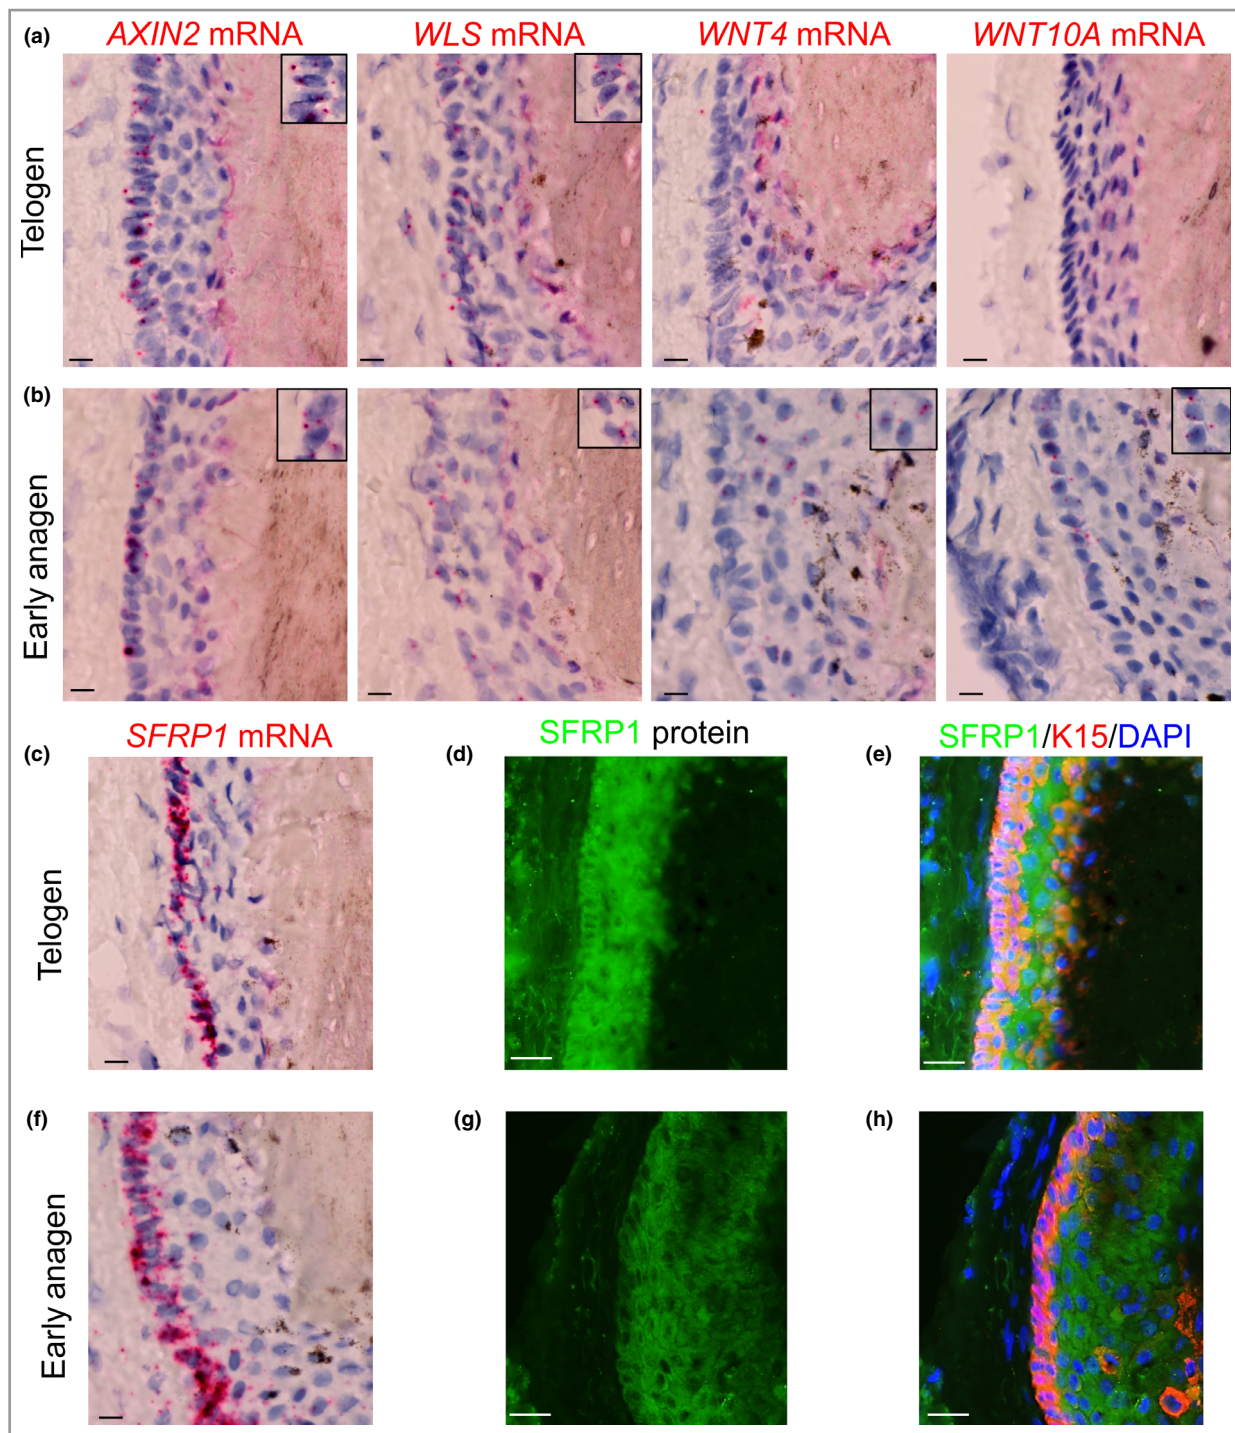 (a)
AXIN2 mRNA
WLS mRNA
WNT4 mRNA
WNT10A mRNA
Telogen
(b)
Early anagen
(c)
SFRP1 mRNA
(d)
SFRP1 protein
(e)
SFRP1/K15/DAPI
Telogen
(f)
(g)
(h)
Early anagen